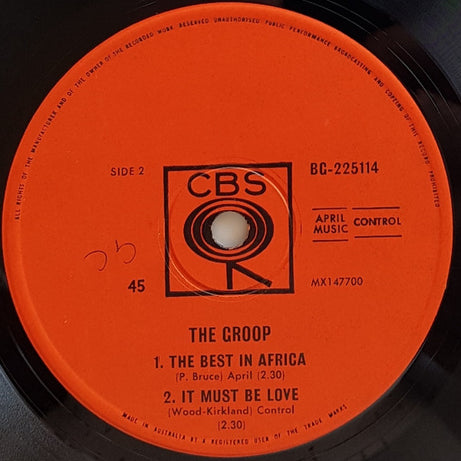 ALL RIGHTS OF THE MANUFACTURER AND OF THE OWNER OF THE RECORDED WORK RESERVED UNAUTHORISED PUBLIC PERFORMANCE BROADCASTING AND COPYING OF THIS RECORD PROHIBITED
SIDE 2
CBS
BG-225114
APRIL MUSIC
CONTROL
45
MX147700
THE GROOP
1. THE BEST IN AFRICA
(P. Bruce) April (2.30)
2. IT MUST BE LOVE
(Wood-Kirkland) Control
(2.30)
MADE IN AUSTRALIA BY A REGISTERED USER OF THE TRADE MARKS